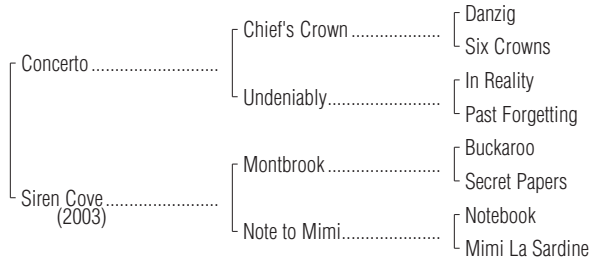 Danzig
Chief's Crown ....................
Six Crowns
Concerto ............................
In Reality
Undeniably.........................
Past Forgetting
Buckaroo
Montbrook .........................
Secret Papers
Siren Cove .........................
(2003)
Notebook
Note to Mimi......................
Mimi La Sardine